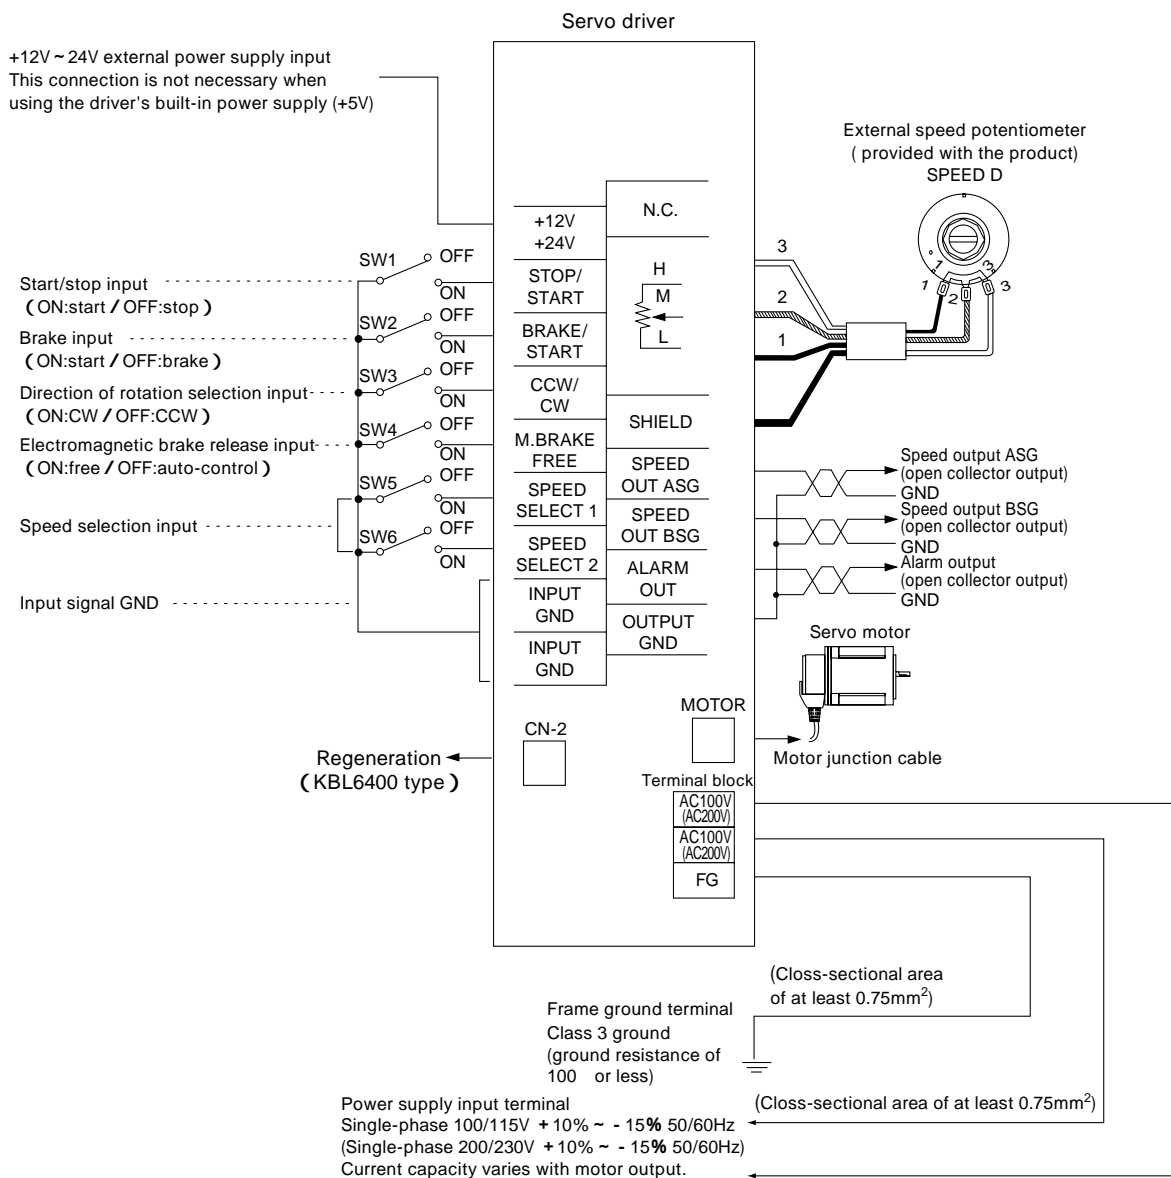 Servo driver
+12V ~ 24V external power supply input
This connection is not necessary when
using the driver's built-in power supply (+5V)
External speed potentiometer
( provided with the product)
SPEED D
N.C.
+12V
+24V
H
M
L
3
2
1
1
3
1
2
3
SW1
OFF
ON
STOP/
START
Start/stop input
(ON:start / OFF:stop)
SW2
OFF
ON
BRAKE/
START
Brake input
(ON:start / OFF:brake)
SW3
OFF
ON
CCW/
CW
Direction of rotation selection input
(ON:CW / OFF:CCW)
SHIELD
SW4
OFF
ON
M.BRAKE
FREE
Electromagnetic brake release input
(ON:free / OFF:auto-control)
SPEED
OUT ASG
Speed output ASG
(open collector output)
GND
SW5
OFF
ON
SPEED
SELECT 1
Speed selection input
SPEED
OUT BSG
Speed output BSG
(open collector output)
GND
SW6
OFF
ON
SPEED
SELECT 2
ALARM
OUT
Alarm output
(open collector output)
GND
Input signal GND
INPUT
GND
OUTPUT
GND
INPUT
GND
Servo motor
MOTOR
Motor junction cable
CN-2
Regeneration
(KBL6400 type)
Terminal block
AC100V
(AC200V)
AC100V
(AC200V)
FG
(Closs-sectional area
of at least 0.75mm²)
Frame ground terminal
Class 3 ground
(ground resistance of
100 or less)
(Closs-sectional area of at least 0.75mm²)
Power supply input terminal
Single-phase 100/115V +10% ~ - 15% 50/60Hz
(Single-phase 200/230V +10% ~ - 15% 50/60Hz)
Current capacity varies with motor output.